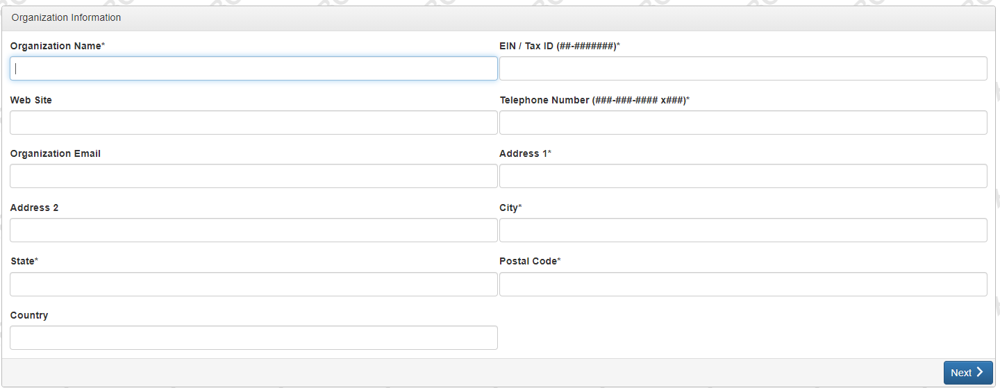 Organization Information
Organization Name* EIN / Tax ID (##-#######)*
Web Site Telephone Number (###-###-#### x###)*
Organization Email Address 1*
Address 2 City*
State* Postal Code*
Country
Next